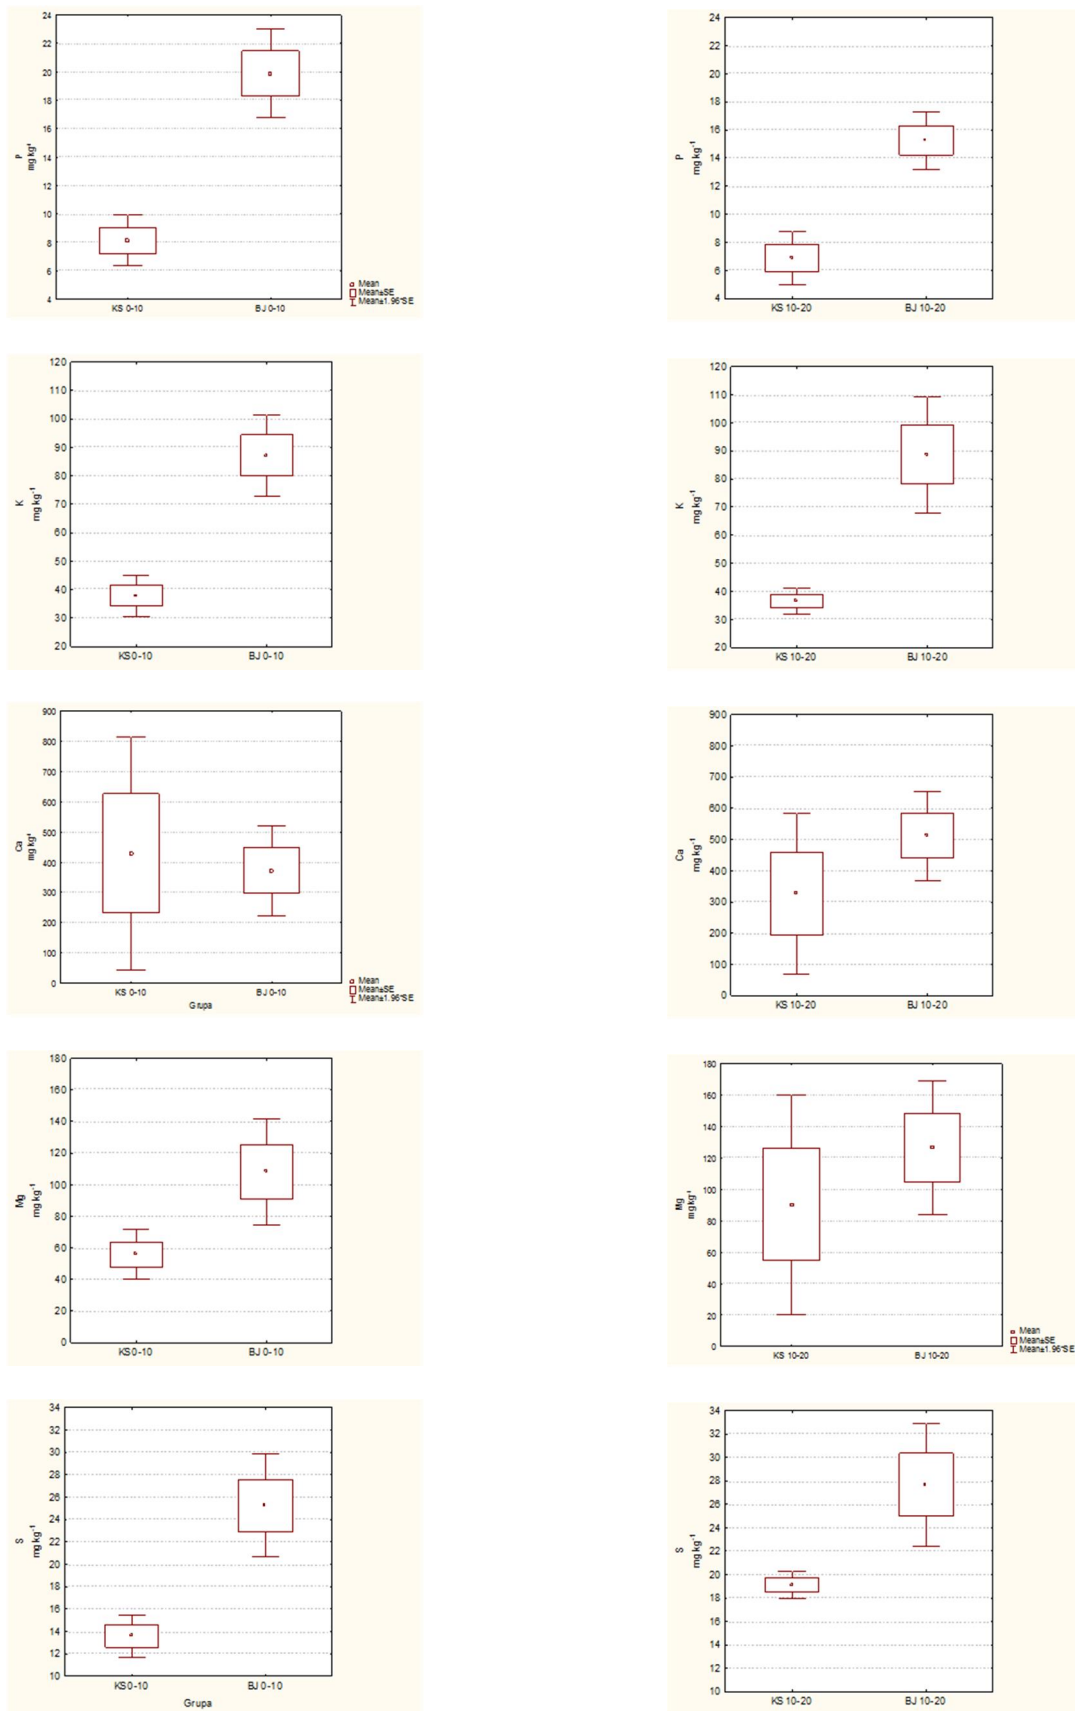 24
22
20
18
16
14
12
10
8
6
4
P
mg kg¹
KS 0-10
BJ 0-10
Mean
Mean±SE
Mean±1.96*SE
24
22
20
18
16
14
12
10
8
6
4
P
mg kg⁻¹
KS 10-20
BJ 10-20
120
110
100
90
80
70
60
50
40
30
20
K
mg kg⁻¹
KS 0-10
BJ 0-10
120
110
100
90
80
70
60
50
40
30
20
K
mg kg⁻¹
KS 10-20
BJ 10-20
900
800
700
600
500
400
300
200
100
0
Ca
mg kg¹
KS 0-10
BJ 0-10
Grupa
Mean
Mean±SE
Mean±1.96*SE
900
800
700
600
500
400
300
200
100
0
Ca
mg kg⁻¹
KS 10-20
BJ 10-20
180
160
140
120
100
80
60
40
20
0
Mg
mg kg⁻¹
KS 0-10
BJ 0-10
180
160
140
120
100
80
60
40
20
0
Mg
mg kg¹
KS 10-20
BJ 10-20
Mean
Mean±SE
Mean±1.96*SE
34
32
30
28
26
24
22
20
18
16
14
12
10
S
mg kg⁻¹
KS 0-10
BJ 0-10
Grupa
34
32
30
28
26
24
22
20
18
16
14
12
10
S
mg kg⁻¹
KS 10-20
BJ 10-20